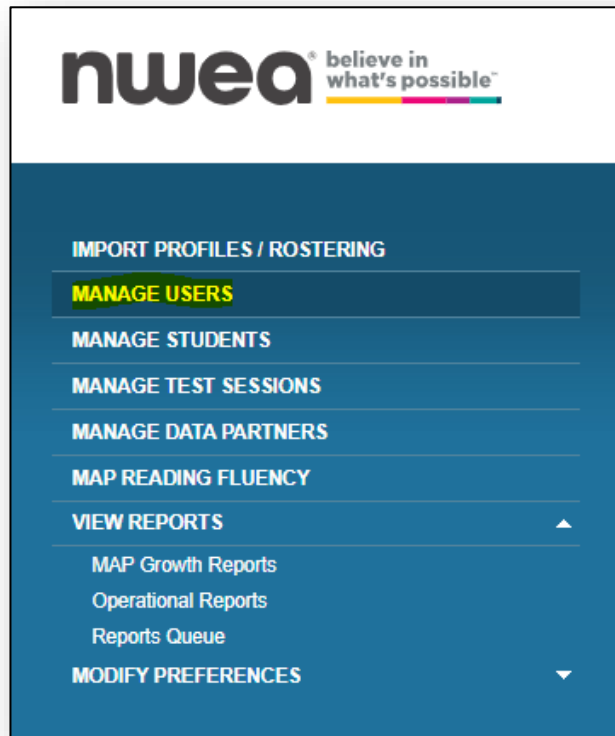 nwea® believe in
what's possible™
IMPORT PROFILES / ROSTERING
MANAGE USERS
MANAGE STUDENTS
MANAGE TEST SESSIONS
MANAGE DATA PARTNERS
MAP READING FLUENCY
VIEW REPORTS
MAP Growth Reports
Operational Reports
Reports Queue
MODIFY PREFERENCES